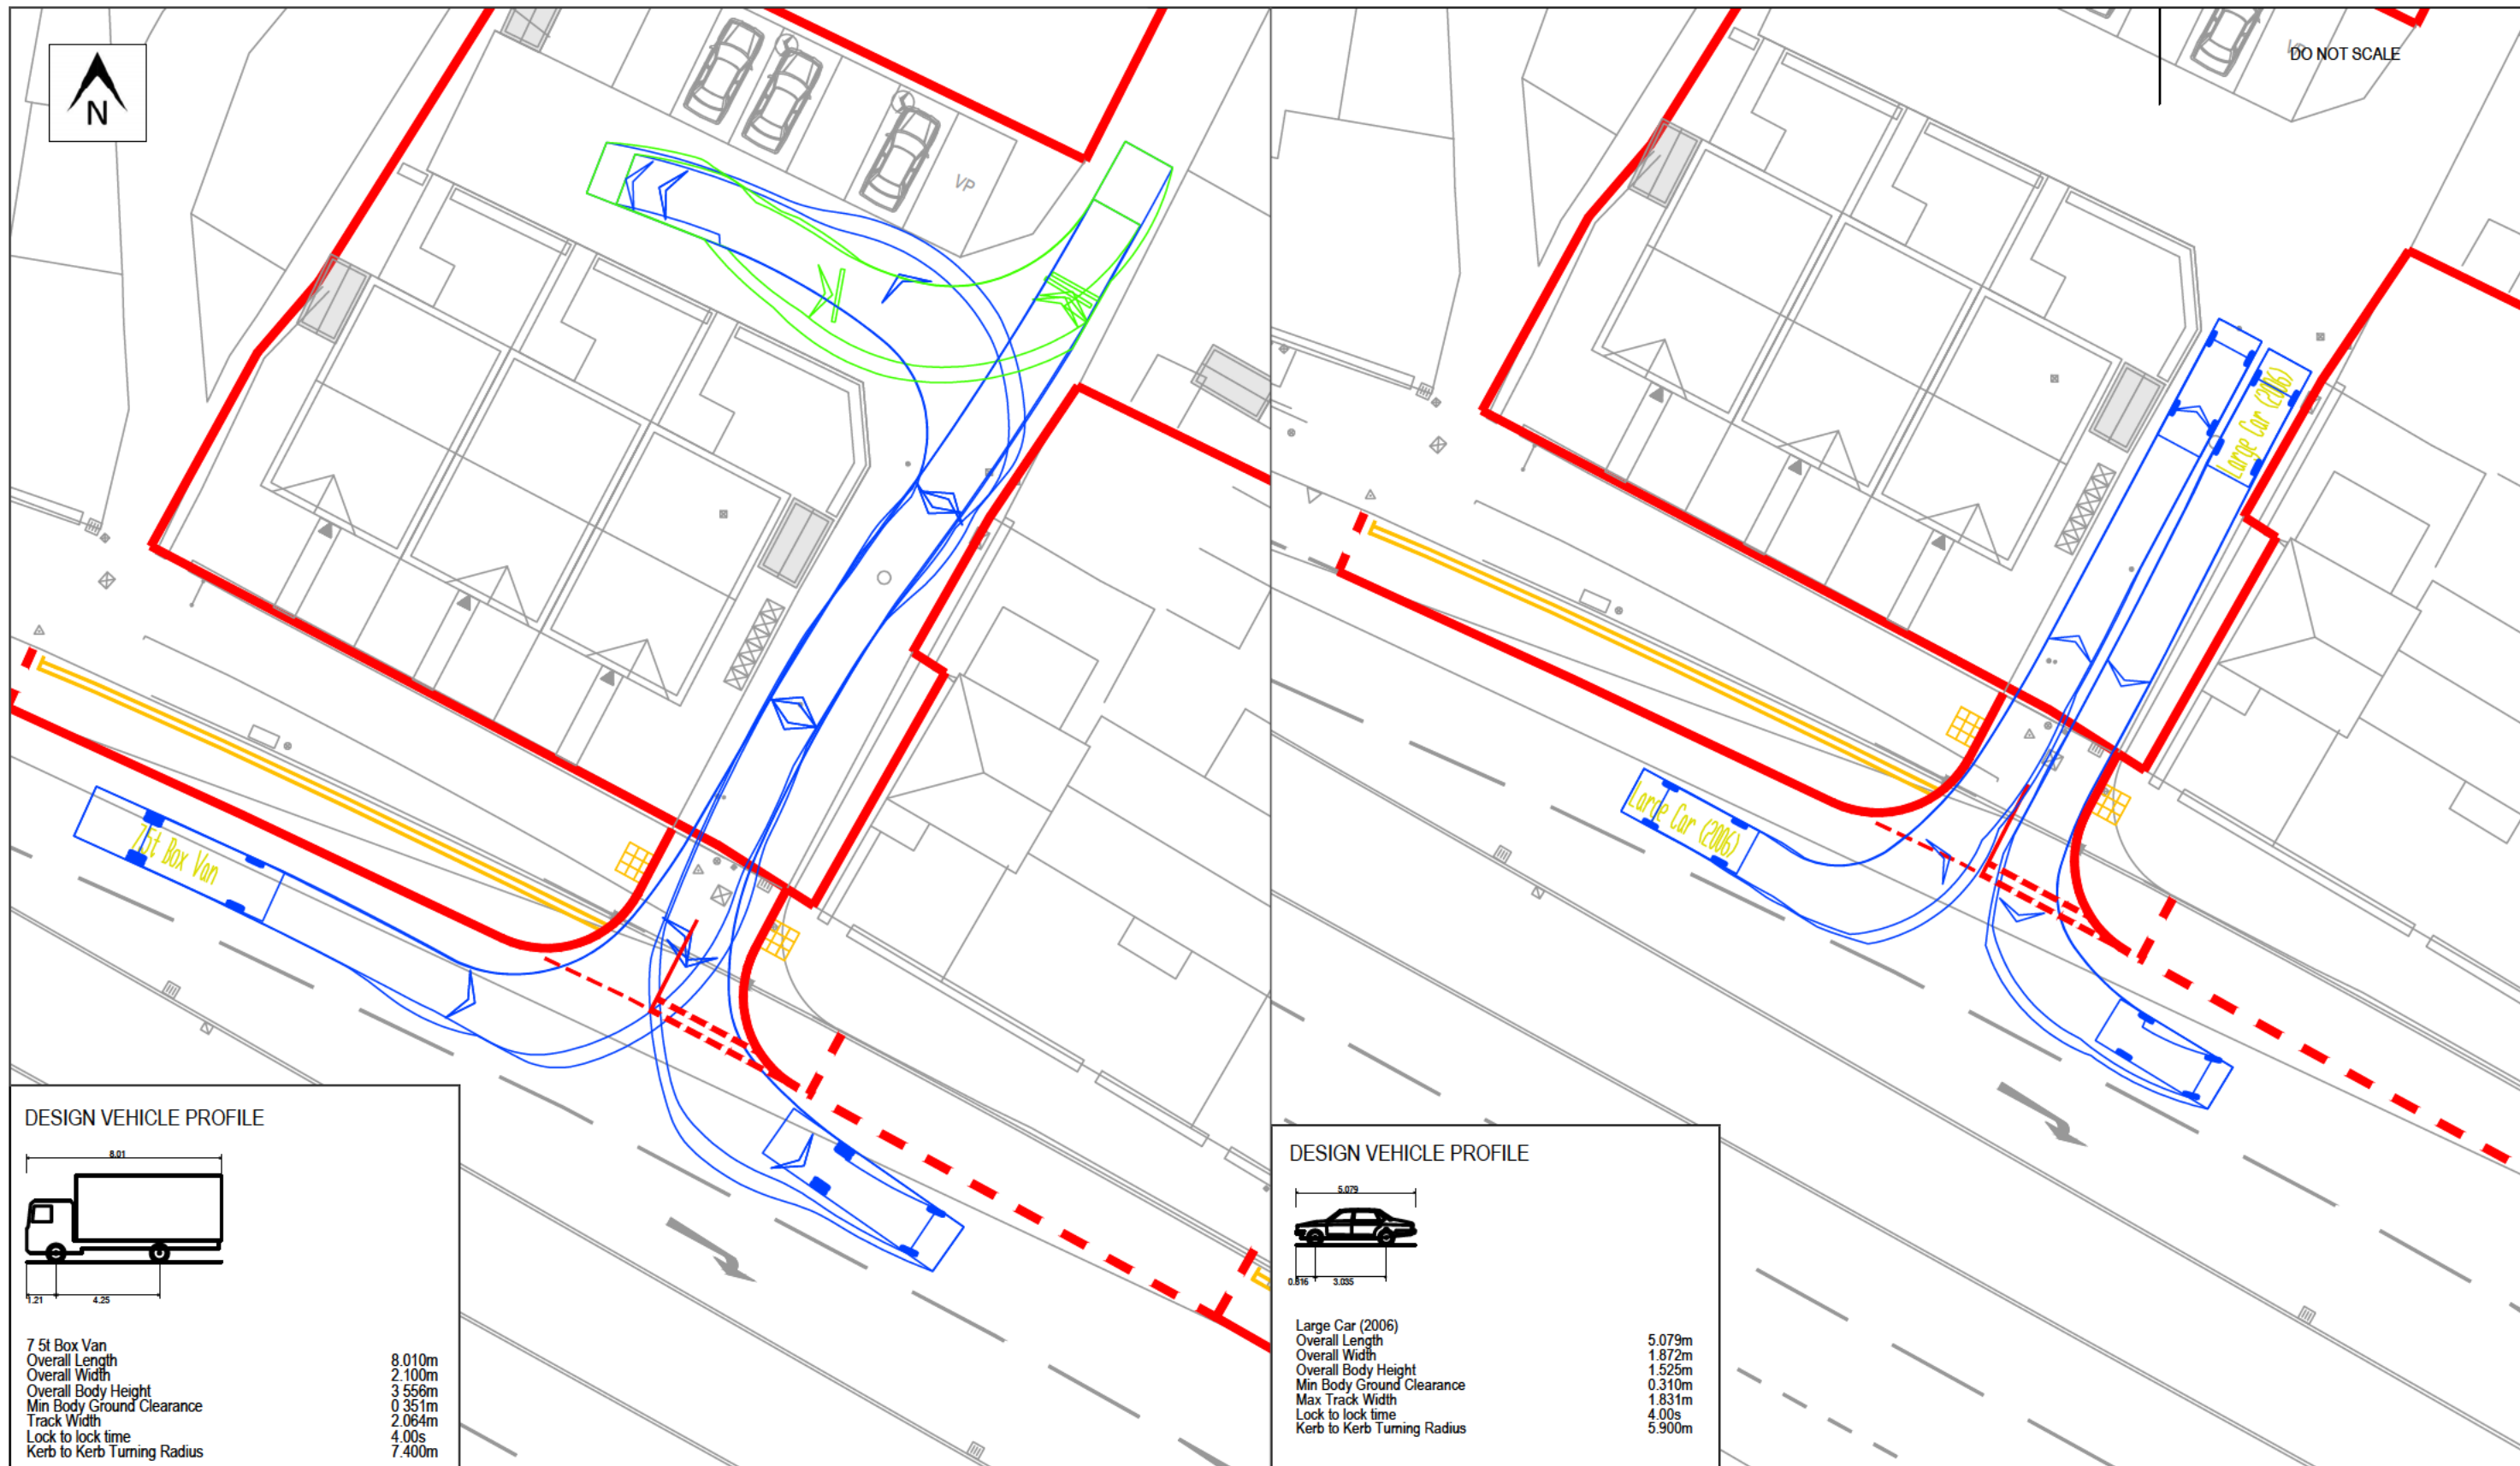 N
VP
7.5t Box Van
DESIGN VEHICLE PROFILE
8.01
1.21
4.25
7 5t Box Van
Overall Length 8.010m
Overall Width 2.100m
Overall Body Height 3 556m
Min Body Ground Clearance 0 351m
Track Width 2.064m
Lock to lock time 4.00s
Kerb to Kerb Turning Radius 7.400m
DO NOT SCALE
Large Car (2006)
Large Car (2006)
DESIGN VEHICLE PROFILE
5.079
0.816
3.035
Large Car (2006)
Overall Length 5.079m
Overall Width 1.872m
Overall Body Height 1.525m
Min Body Ground Clearance 0.310m
Max Track Width 1.831m
Lock to lock time 4.00s
Kerb to Kerb Turning Radius 5.900m